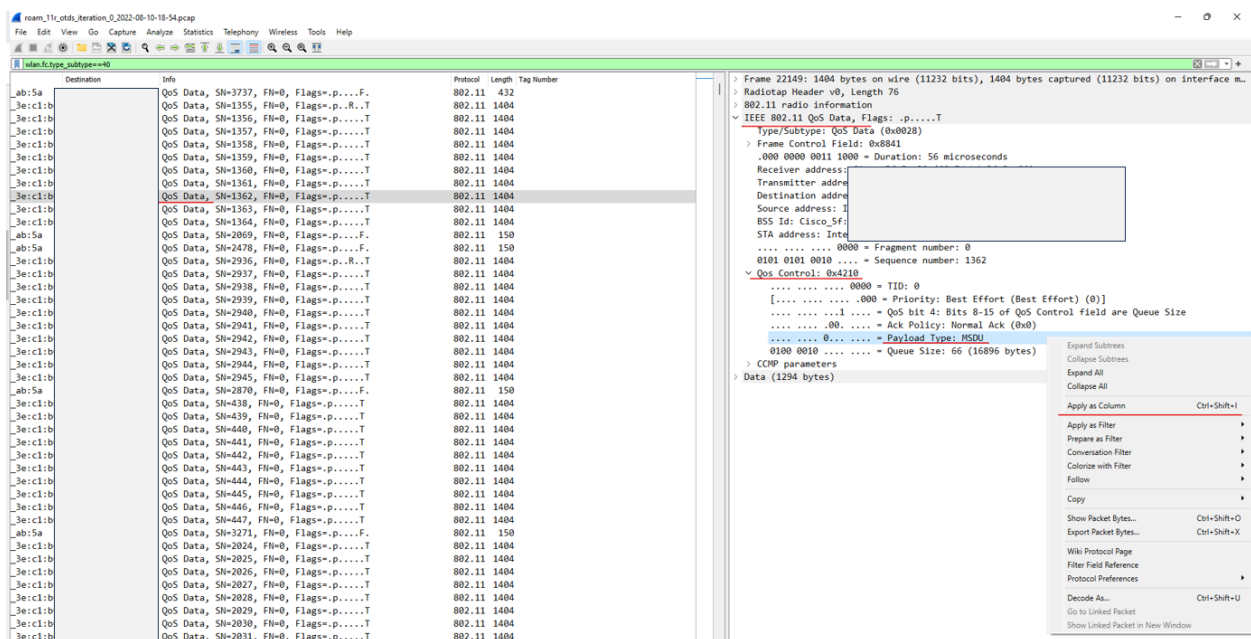 roam_11r_otds_iteration_0_2022-08-10-18-54.pcap
File Edit View Go Capture Analyze Statistics Telephony Wireless Tools Help
wlan.fc.type_subtype==40
Destination Info Protocol Length Tag Number
_ab:5a QoS Data, SN=3737, FN=0, Flags=.p....F. 802.11 432
_3e:c1:b QoS Data, SN=1355, FN=0, Flags=.p..R..T 802.11 1404
_3e:c1:b QoS Data, SN=1356, FN=0, Flags=.p.....T 802.11 1404
_3e:c1:b QoS Data, SN=1357, FN=0, Flags=.p.....T 802.11 1404
_3e:c1:b QoS Data, SN=1358, FN=0, Flags=.p.....T 802.11 1404
_3e:c1:b QoS Data, SN=1359, FN=0, Flags=.p.....T 802.11 1404
_3e:c1:b QoS Data, SN=1360, FN=0, Flags=.p.....T 802.11 1404
_3e:c1:b QoS Data, SN=1361, FN=0, Flags=.p.....T 802.11 1404
_3e:c1:b QoS Data, SN=1362, FN=0, Flags=.p.....T 802.11 1404
_3e:c1:b QoS Data, SN=1363, FN=0, Flags=.p.....T 802.11 1404
_3e:c1:b QoS Data, SN=1364, FN=0, Flags=.p.....T 802.11 1404
_ab:5a QoS Data, SN=2069, FN=0, Flags=.p....F. 802.11 150
_ab:5a QoS Data, SN=2478, FN=0, Flags=.p....F. 802.11 150
_3e:c1:b QoS Data, SN=2936, FN=0, Flags=.p..R..T 802.11 1404
_3e:c1:b QoS Data, SN=2937, FN=0, Flags=.p.....T 802.11 1404
_3e:c1:b QoS Data, SN=2938, FN=0, Flags=.p.....T 802.11 1404
_3e:c1:b QoS Data, SN=2939, FN=0, Flags=.p.....T 802.11 1404
_3e:c1:b QoS Data, SN=2940, FN=0, Flags=.p.....T 802.11 1404
_3e:c1:b QoS Data, SN=2941, FN=0, Flags=.p.....T 802.11 1404
_3e:c1:b QoS Data, SN=2942, FN=0, Flags=.p.....T 802.11 1404
_3e:c1:b QoS Data, SN=2943, FN=0, Flags=.p.....T 802.11 1404
_3e:c1:b QoS Data, SN=2944, FN=0, Flags=.p.....T 802.11 1404
_3e:c1:b QoS Data, SN=2945, FN=0, Flags=.p.....T 802.11 1404
_ab:5a QoS Data, SN=2870, FN=0, Flags=.p....F. 802.11 150
_3e:c1:b QoS Data, SN=438, FN=0, Flags=.p.....T 802.11 1404
_3e:c1:b QoS Data, SN=439, FN=0, Flags=.p.....T 802.11 1404
_3e:c1:b QoS Data, SN=440, FN=0, Flags=.p.....T 802.11 1404
_3e:c1:b QoS Data, SN=441, FN=0, Flags=.p.....T 802.11 1404
_3e:c1:b QoS Data, SN=442, FN=0, Flags=.p.....T 802.11 1404
_3e:c1:b QoS Data, SN=443, FN=0, Flags=.p.....T 802.11 1404
_3e:c1:b QoS Data, SN=444, FN=0, Flags=.p.....T 802.11 1404
_3e:c1:b QoS Data, SN=445, FN=0, Flags=.p.....T 802.11 1404
_3e:c1:b QoS Data, SN=446, FN=0, Flags=.p.....T 802.11 1404
_3e:c1:b QoS Data, SN=447, FN=0, Flags=.p.....T 802.11 1404
_ab:5a QoS Data, SN=3271, FN=0, Flags=.p....F. 802.11 150
_3e:c1:b QoS Data, SN=2024, FN=0, Flags=.p.....T 802.11 1404
_3e:c1:b QoS Data, SN=2025, FN=0, Flags=.p.....T 802.11 1404
_3e:c1:b QoS Data, SN=2026, FN=0, Flags=.p.....T 802.11 1404
_3e:c1:b QoS Data, SN=2027, FN=0, Flags=.p.....T 802.11 1404
_3e:c1:b QoS Data, SN=2028, FN=0, Flags=.p.....T 802.11 1404
_3e:c1:b QoS Data, SN=2029, FN=0, Flags=.p.....T 802.11 1404
_3e:c1:b QoS Data, SN=2030, FN=0, Flags=.p.....T 802.11 1404
_3e:c1:b QoS Data, SN=2031, FN=0, Flags=.p.....T 802.11 1404
Frame 22149: 1404 bytes on wire (11232 bits), 1404 bytes captured (11232 bits) on interface m…
Radiotap Header v0, Length 76
802.11 radio information
IEEE 802.11 QoS Data, Flags: .p.....T
Type/Subtype: QoS Data (0x0028)
Frame Control Field: 0x8841
.000 0000 0011 1000 = Duration: 56 microseconds
Receiver address:
Transmitter addre
Destination addre
Source address: I
BSS Id: Cisco_5f:
STA address: Inte
.... .... .... 0000 = Fragment number: 0
0101 0101 0010 .... = Sequence number: 1362
Qos Control: 0x4210
.... .... .... 0000 = TID: 0
[.... .... .... .000 = Priority: Best Effort (Best Effort) (0)]
.... .... ...1 .... = QoS bit 4: Bits 8-15 of QoS Control field are Queue Size
.... .... .00. .... = Ack Policy: Normal Ack (0x0)
.... .... 0... .... = Payload Type: MSDU
0100 0010 .... .... = Queue Size: 66 (16896 bytes)
CCMP parameters
Data (1294 bytes)
Expand Subtrees
Collapse Subtrees
Expand All
Collapse All
Apply as Column Ctrl+Shift+I
Apply as Filter
Prepare as Filter
Conversation Filter
Colorize with Filter
Follow
Copy
Show Packet Bytes... Ctrl+Shift+O
Export Packet Bytes... Ctrl+Shift+X
Wiki Protocol Page
Filter Field Reference
Protocol Preferences
Decode As... Ctrl+Shift+U
Go to Linked Packet
Show Linked Packet in New Window